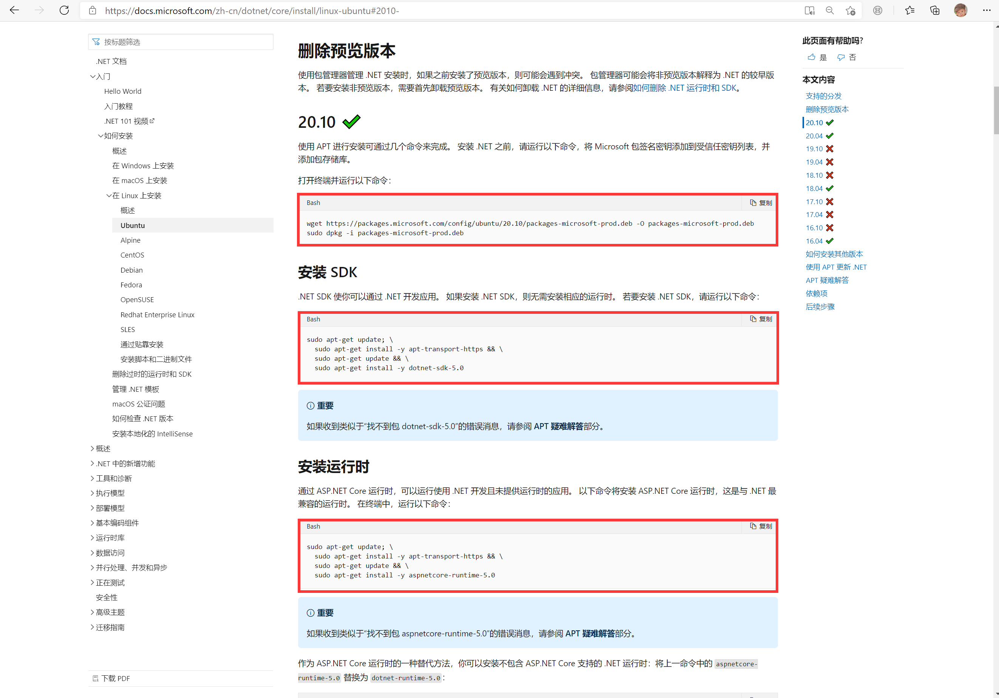 https://docs.microsoft.com/zh-cn/dotnet/core/install/linux-ubuntu#2010-
按标题筛选
.NET 文档
入门
Hello World
入门教程
.NET 101 视频
如何安装
概述
在 Windows 上安装
在 macOS 上安装
在 Linux 上安装
概述
Ubuntu
Alpine
CentOS
Debian
Fedora
OpenSUSE
Redhat Enterprise Linux
SLES
通过贴靠安装
安装脚本和二进制文件
删除过时的运行时和 SDK
管理 .NET 模板
macOS 公证问题
如何检查 .NET 版本
安装本地化的 IntelliSense
概述
.NET 中的新增功能
工具和诊断
执行模型
部署模型
基本编码组件
运行时库
数据访问
并行处理、并发和异步
正在测试
安全性
高级主题
迁移指南
下载 PDF
删除预览版本
使用包管理器管理 .NET 安装时，如果之前安装了预览版本，则可能会遇到冲突。 包管理器可能会将非预览版本解释为 .NET 的较早版
本。 若要安装非预览版本，需要首先卸载预览版本。 有关如何卸载 .NET 的详细信息，请参阅如何删除 .NET 运行时和 SDK。
20.10 ✔
使用 APT 进行安装可通过几个命令来完成。 安装 .NET 之前，请运行以下命令，将 Microsoft 包签名密钥添加到受信任密钥列表，并
添加包存储库。
打开终端并运行以下命令：
Bash 复制
wget https://packages.microsoft.com/config/ubuntu/20.10/packages-microsoft-prod.deb -O packages-microsoft-prod.deb
sudo dpkg -i packages-microsoft-prod.deb
安装 SDK
.NET SDK 使你可以通过 .NET 开发应用。 如果安装 .NET SDK，则无需安装相应的运行时。 若要安装 .NET SDK，请运行以下命令：
Bash 复制
sudo apt-get update; \
sudo apt-get install -y apt-transport-https && \
sudo apt-get update && \
sudo apt-get install -y dotnet-sdk-5.0
重要
如果收到类似于“找不到包 dotnet-sdk-5.0”的错误消息，请参阅 APT 疑难解答部分。
安装运行时
通过 ASP.NET Core 运行时，可以运行使用 .NET 开发且未提供运行时的应用。 以下命令将安装 ASP.NET Core 运行时，这是与 .NET 最
兼容的运行时。 在终端中，运行以下命令：
Bash 复制
sudo apt-get update; \
sudo apt-get install -y apt-transport-https && \
sudo apt-get update && \
sudo apt-get install -y aspnetcore-runtime-5.0
重要
如果收到类似于“找不到包 aspnetcore-runtime-5.0”的错误消息，请参阅 APT 疑难解答部分。
作为 ASP.NET Core 运行时的一种替代方法，你可以安装不包含 ASP.NET Core 支持的 .NET 运行时：将上一命令中的 aspnetcore-
runtime-5.0 替换为 dotnet-runtime-5.0：
此页面有帮助吗?
是 否
本文内容
支持的分发
删除预览版本
20.10 ✔
20.04 ✔
19.10 ❌
19.04 ❌
18.10 ❌
18.04 ✔
17.10 ❌
17.04 ❌
16.10 ❌
16.04 ✔
如何安装其他版本
使用 APT 更新 .NET
APT 疑难解答
依赖项
后续步骤